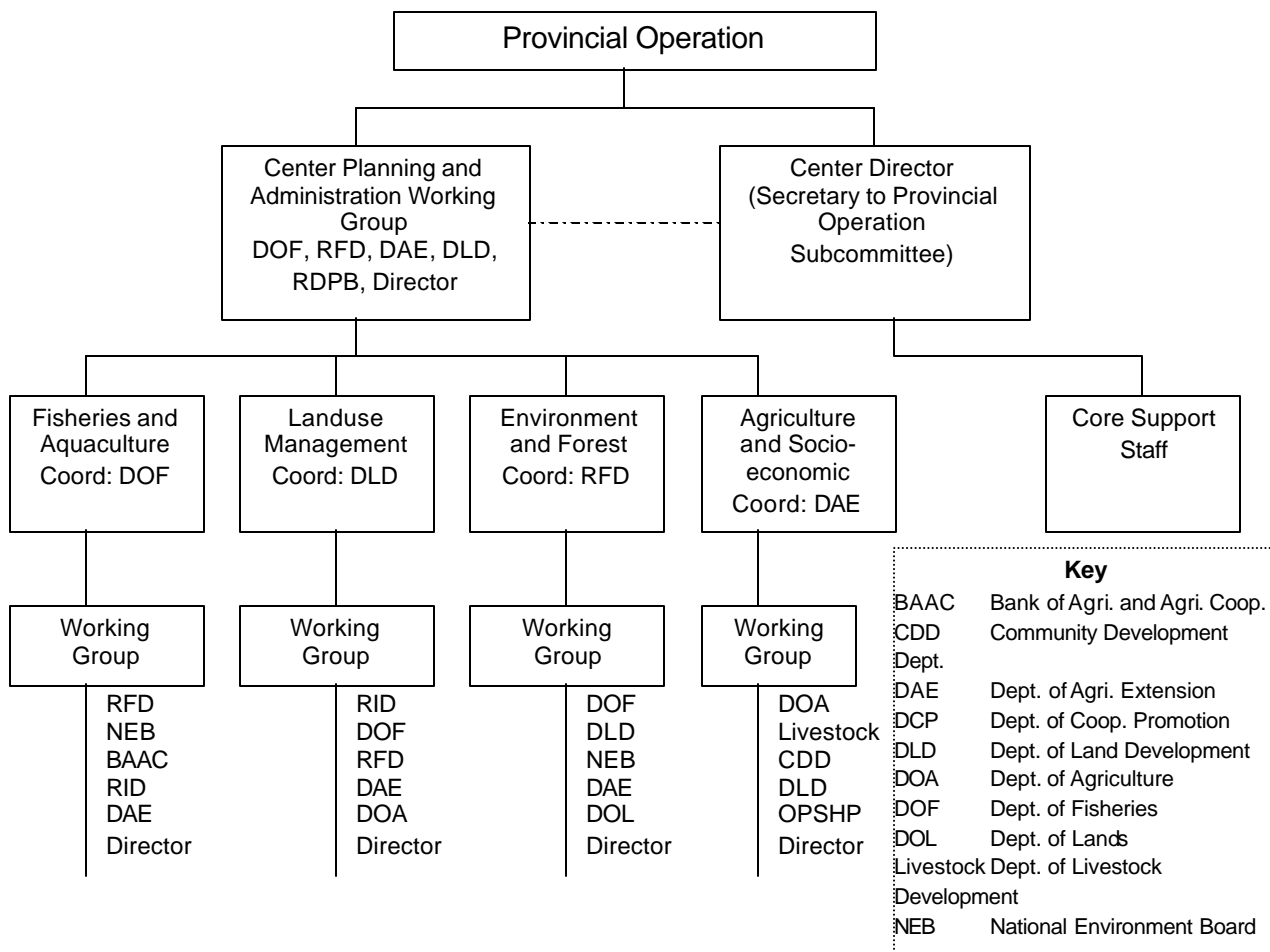 Provincial Operation
Center Planning and
Administration Working
Group
DOF, RFD, DAE, DLD,
RDPB, Director
Center Director
(Secretary to Provincial
Operation
Subcommittee)
Fisheries and
Aquaculture
Coord: DOF
Landuse
Management
Coord: DLD
Environment
and Forest
Coord: RFD
Agriculture
and Socio-
economic
Coord: DAE
Core Support
Staff
Working
Group
RFD
NEB
BAAC
RID
DAE
Director
Working
Group
RID
DOF
RFD
DAE
DOA
Director
Working
Group
DOF
DLD
NEB
DAE
DOL
Director
Working
Group
DOA
Livestock
CDD
DLD
OPSHP
Director
Key
BAAC Bank of Agri. and Agri. Coop.
CDD Community Development
Dept.
DAE Dept. of Agri. Extension
DCP Dept. of Coop. Promotion
DLD Dept. of Land Development
DOA Dept. of Agriculture
DOF Dept. of Fisheries
DOL Dept. of Lands
Livestock Dept. of Livestock
Development
NEB National Environment Board